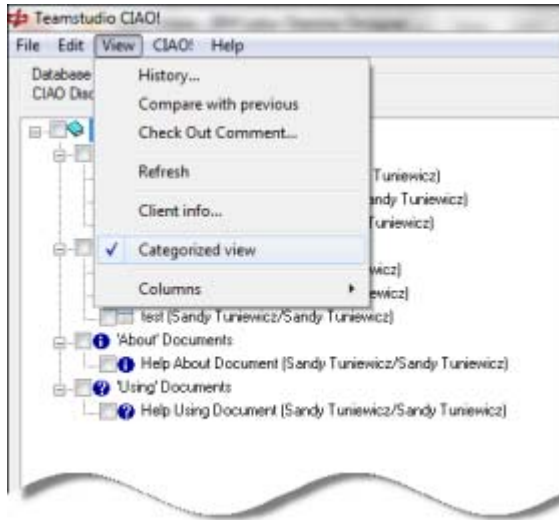 Teamstudio CIAO!
File Edit View CIAO! Help
Database
CIAO Disc
History...
Compare with previous
Check Out Comment...
Refresh
Client info...
Categorized view
Columns
Tuniewicz)
andy Tuniewicz)
Tuniewicz)
wicz)
ewicz)
test (Sandy Tuniewicz/Sandy Tuniewicz)
'About' Documents
Help About Document (Sandy Tuniewicz/Sandy Tuniewicz)
'Using' Documents
Help Using Document (Sandy Tuniewicz/Sandy Tuniewicz)